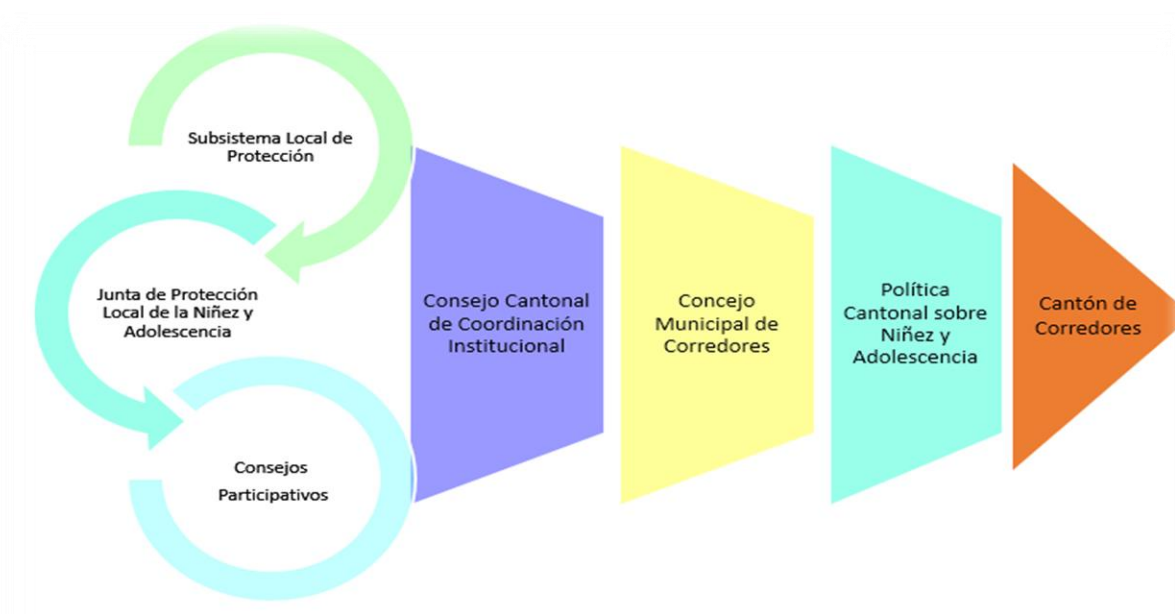 Subsistema Local de
Protección
Junta de Protección
Local de la Niñez y
Adolescencia
Consejos
Participativos
Consejo Cantonal
de Coordinación
Institucional
Concejo
Municipal de
Corredores
Política
Cantonal sobre
Niñez y
Adolescencia
Cantón de
Corredores